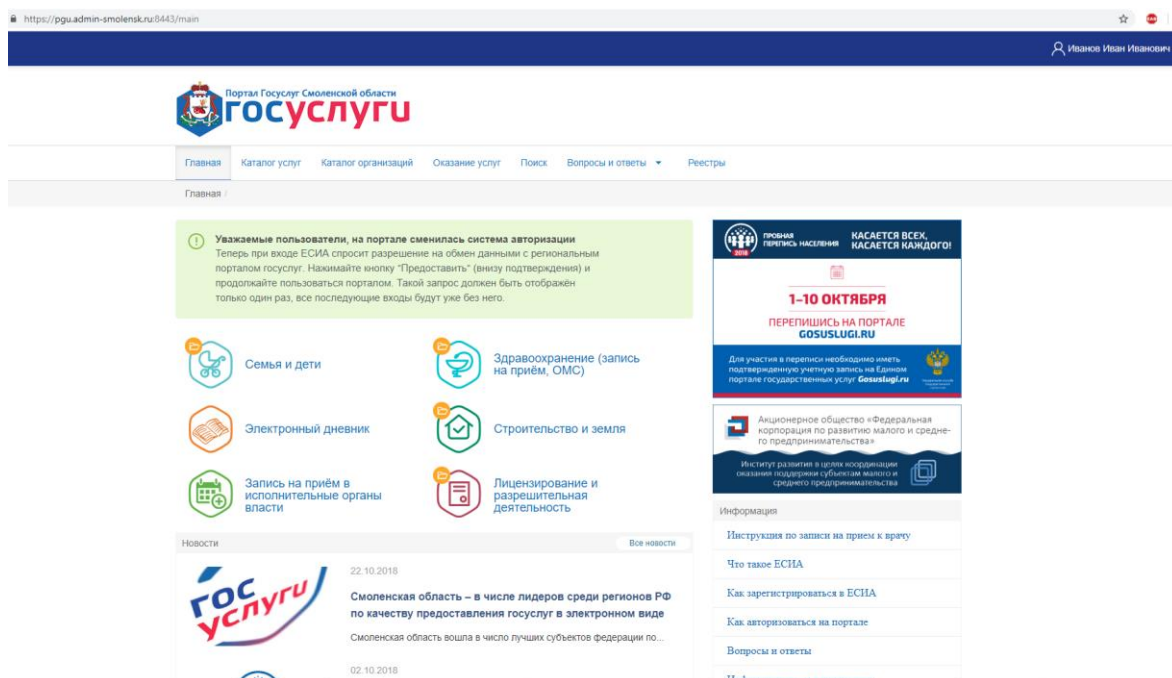 https://pgu.admin-smolensk.ru:8443/main
Иванов Иван Иванович
Портал Госуслуг Смоленской области
госуслуги
Главная Каталог услуг Каталог организаций Оказание услуг Поиск Вопросы и ответы Реестры
Главная /
Уважаемые пользователи, на портале сменилась система авторизации
Теперь при входе ЕСИА спросит разрешение на обмен данными с региональным
порталом госуслуг. Нажимайте кнопку "Предоставить" (внизу подтверждения) и
продолжайте пользоваться порталом. Такой запрос должен быть отображен
только один раз, все последующие входы будут уже без него.
Семья и дети
Здравоохранение (запись
на приём, ОМС)
Электронный дневник
Строительство и земля
Запись на приём в
исполнительные органы
власти
Лицензирование и
разрешительная
деятельность
Новости
Все новости
гос
услуги
22.10.2018
Смоленская область – в числе лидеров среди регионов РФ
по качеству предоставления госуслуг в электронном виде
Смоленская область вошла в число лучших субъектов федерации по...
02.10.2018
2018
ПРОБНАЯ
ПЕРЕПИСЬ НАСЕЛЕНИЯ
КАСАЕТСЯ ВСЕХ,
КАСАЕТСЯ КАЖДОГО!
1–10 ОКТЯБРЯ
ПЕРЕПИШИСЬ НА ПОРТАЛЕ
GOSUSLUGI.RU
Для участия в переписи необходимо иметь
подтвержденную учетную запись на Едином
портале государственных услуг Gosuslugi.ru
Акционерное общество «Федеральная
корпорация по развитию малого и средне-
го предпринимательства»
Институт развития в целях координации
оказания поддержки субъектам малого и
среднего предпринимательства
Информация
Инструкция по записи на прием к врачу
Что такое ЕСИА
Как зарегистрироваться в ЕСИА
Как авторизоваться на портале
Вопросы и ответы